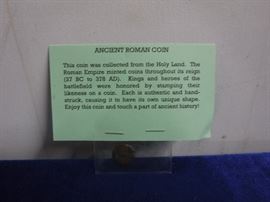 ANCIENT ROMAN COIN
This coin was collected from the Holy Land. The
Roman Empire minted coins throughout its reign
(37 BC to 378 AD). Kings and heroes of the
battlefield were honored by stamping their
likeness on a coin. Each is authentic and hand-
struck, causing it to have its own unique shape.
Enjoy this coin and touch a part of ancient history!